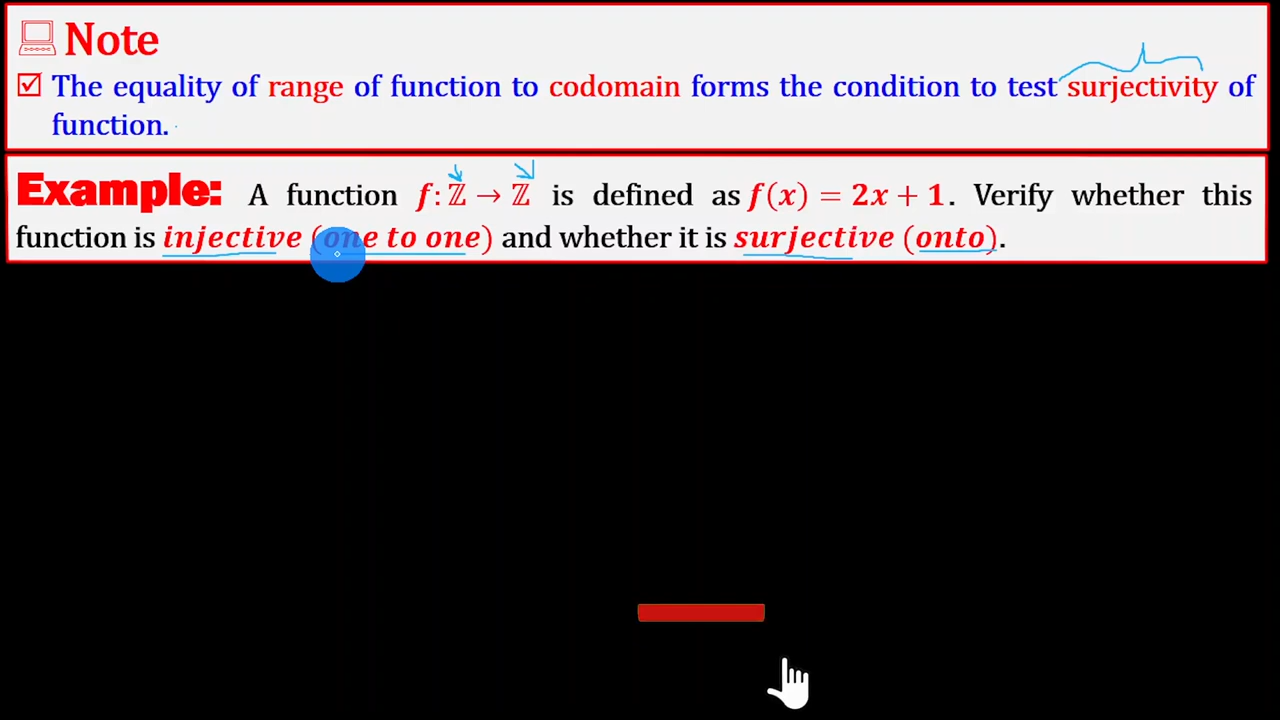 Note
The equality of range of function to codomain forms the condition to test surjectivity of
function.
Example: A function f: ℤ → ℤ is defined as f(x) = 2x + 1. Verify whether this
function is injective (one to one) and whether it is surjective (onto).